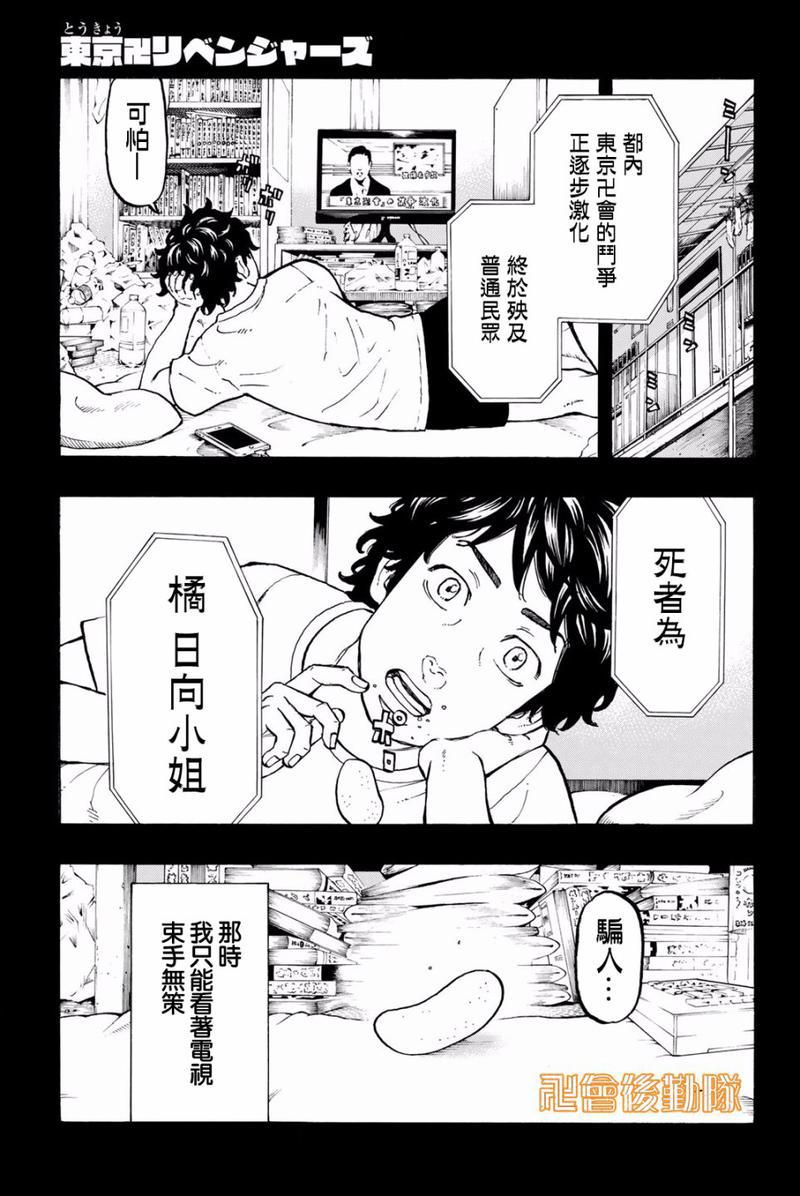 とうきょう
東京卍リベンジャーズ
都內
東京卍會的鬥爭
正逐步激化
終於殃及
普通民眾
可怕—
死者為
橘 日向小姐
騙人…
那時
我只能看著電視
束手無策
卍會後勤隊